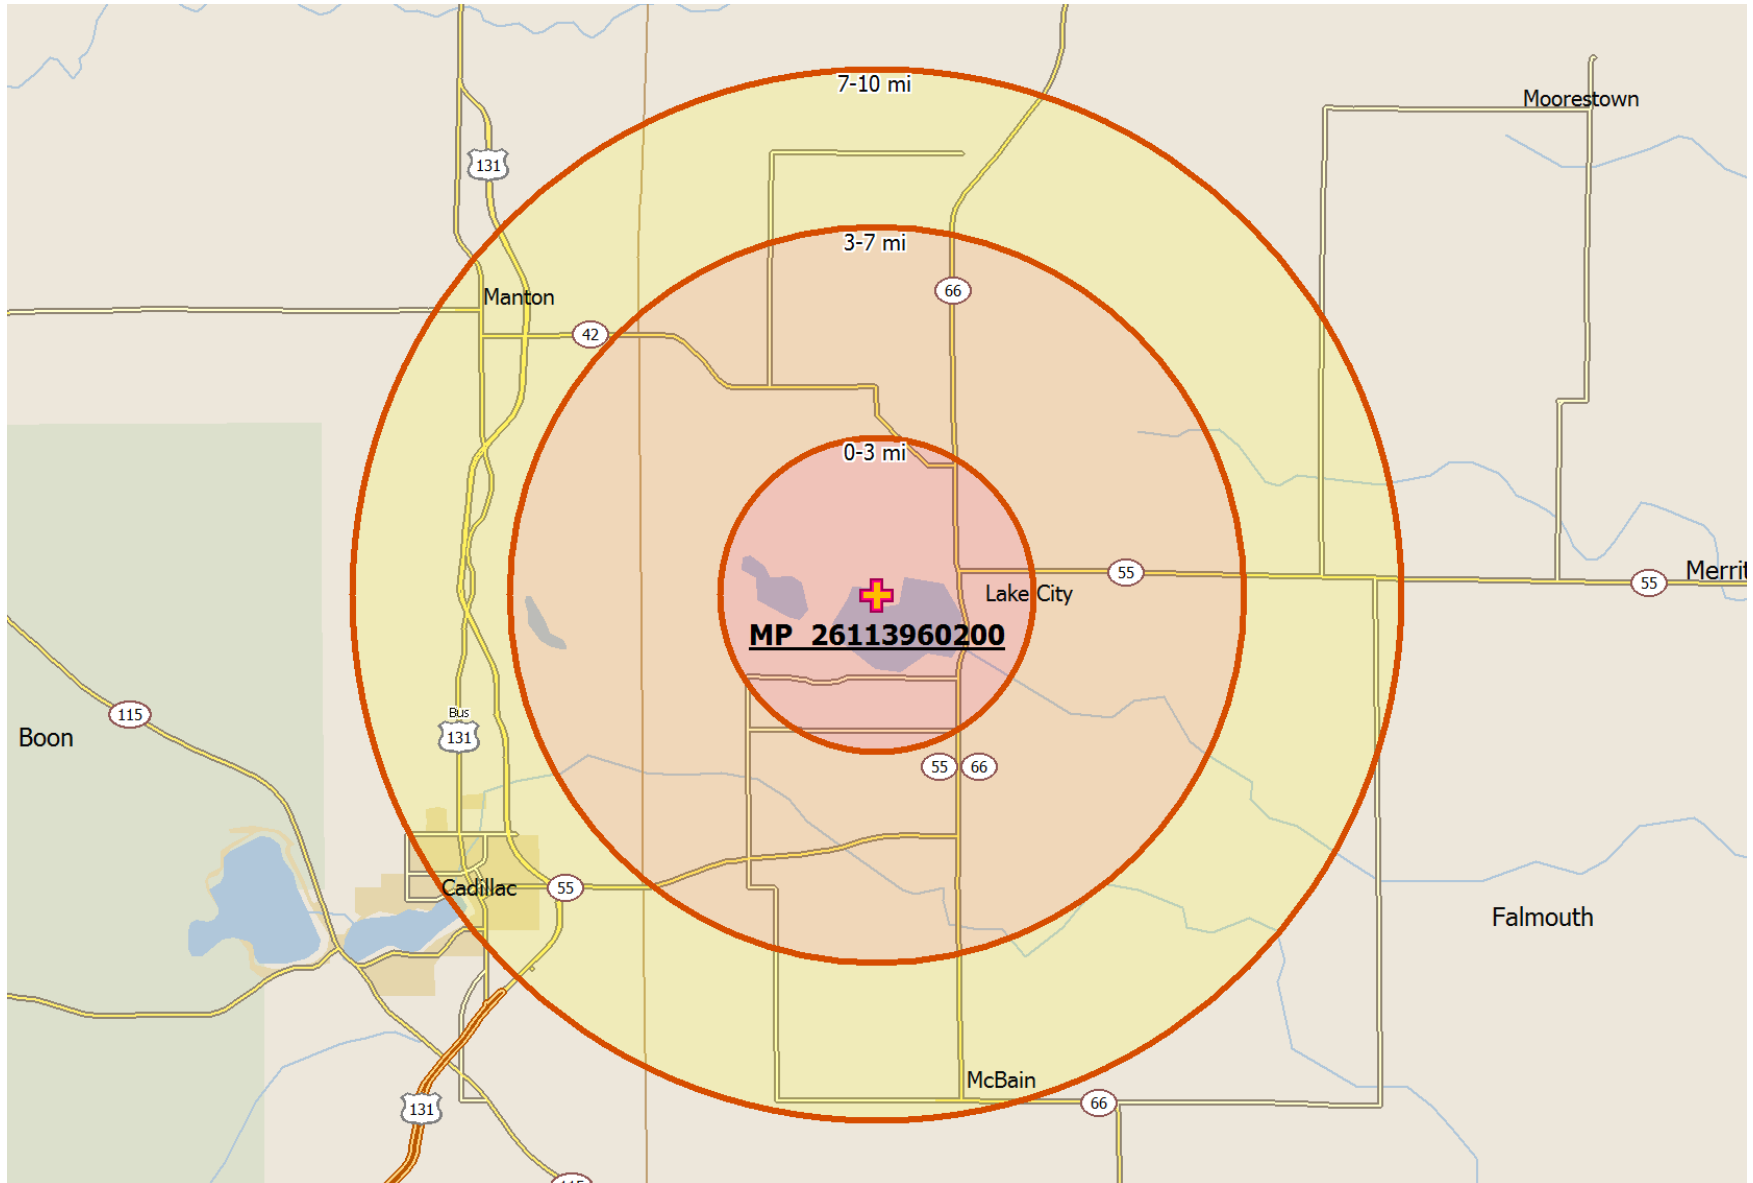 7-10 mi
Moorestown
131
3-7 mi
66
Manton
42
0-3 mi
55
Merrit
55
Lake City
MP 26113960200
115
Bus
131
Boon
55
66
Cadillac
55
Falmouth
McBain
66
131
115